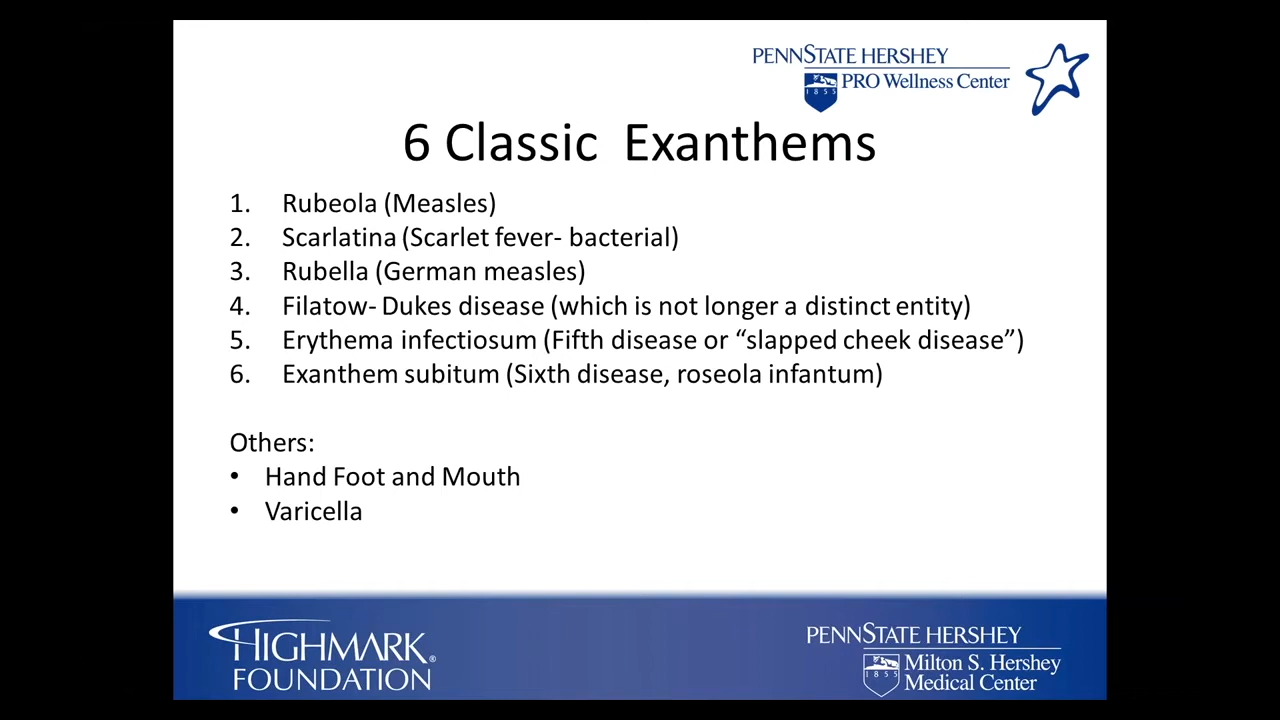 PENNSTATE HERSHEY
PRO Wellness Center
1855
6 Classic Exanthems
1. Rubeola (Measles)
2. Scarlatina (Scarlet fever- bacterial)
3. Rubella (German measles)
4. Filatow- Dukes disease (which is not longer a distinct entity)
5. Erythema infectiosum (Fifth disease or “slapped cheek disease”)
6. Exanthem subitum (Sixth disease, roseola infantum)
Others:
• Hand Foot and Mouth
• Varicella
HIGHMARK®
FOUNDATION
PENNSTATE HERSHEY
1855
Milton S. Hershey
Medical Center